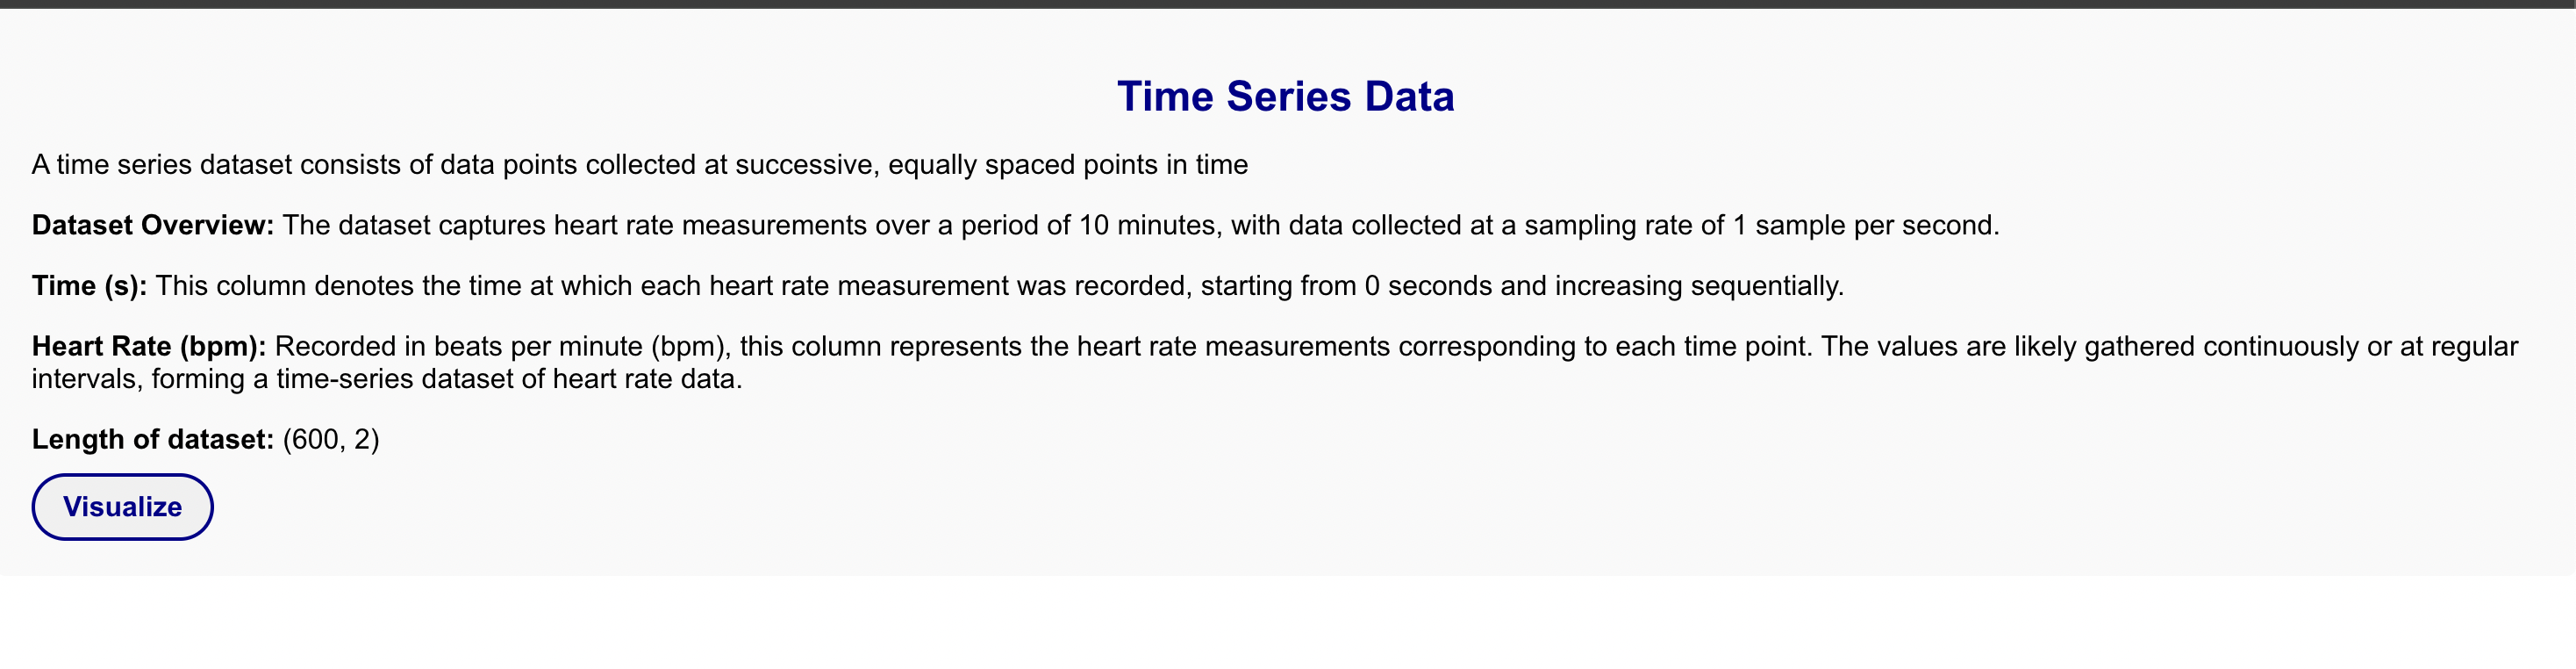 Time Series Data
A time series dataset consists of data points collected at successive, equally spaced points in time
Dataset Overview: The dataset captures heart rate measurements over a period of 10 minutes, with data collected at a sampling rate of 1 sample per second.
Time (s): This column denotes the time at which each heart rate measurement was recorded, starting from 0 seconds and increasing sequentially.
Heart Rate (bpm): Recorded in beats per minute (bpm), this column represents the heart rate measurements corresponding to each time point. The values are likely gathered continuously or at regular
intervals, forming a time-series dataset of heart rate data.
Length of dataset: (600, 2)
Visualize